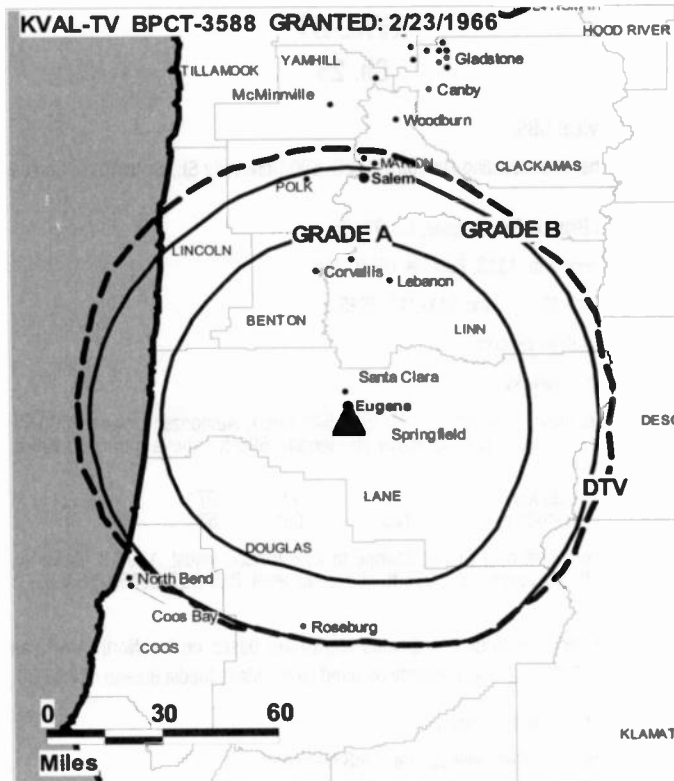 KVAL-TV BPCT-3588 GRANTED: 2/23/1966
HOOD RIVER
YAMHILL
Gladstone
TILLAMOOK
McMinnville
Canby
Woodburn
MARION
CLACKAMAS
Salem
POLK
GRADE A
GRADE B
LINCOLN
Corvallis
Lebanon
BENTON
LINN
Santa Clara
Eugene
DESC
Springfield
DTV
LANE
DOUGLAS
North Bend
Coos Bay
Roseburg
COOS
0 30 60
KLAMAT
Miles